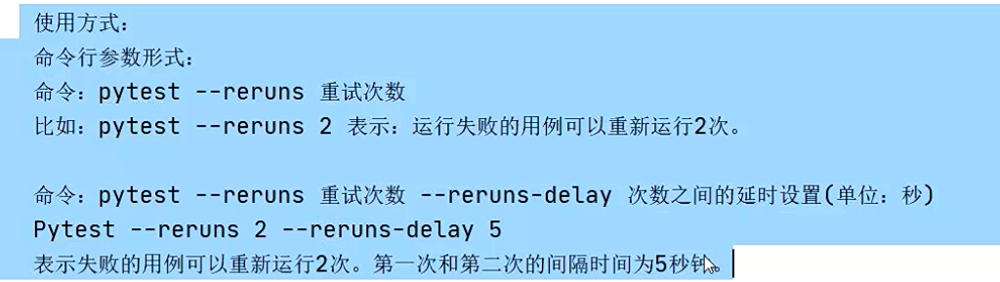 使用方式：
命令行参数形式：
命令：pytest --reruns 重试次数
比如：pytest --reruns 2 表示：运行失败的用例可以重新运行2次。
命令：pytest --reruns 重试次数 --reruns-delay 次数之间的延时设置(单位：秒)
Pytest --reruns 2 --reruns-delay 5
表示失败的用例可以重新运行2次。第一次和第二次的间隔时间为5秒钟。